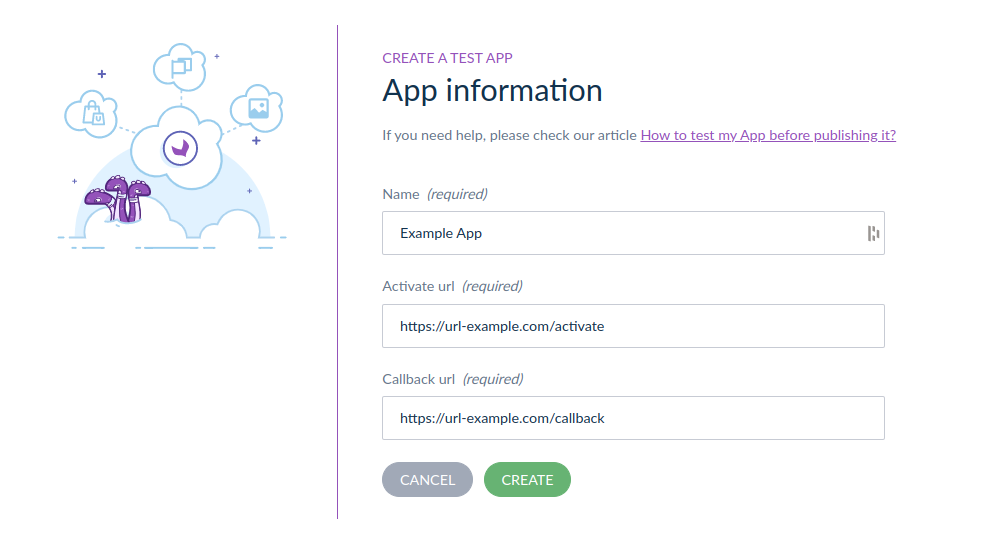 CREATE A TEST APP
App information
If you need help, please check our article How to test my App before publishing it?
Name (required)
Example App
Activate url (required)
https://url-example.com/activate
Callback url (required)
https://url-example.com/callback
CANCEL CREATE